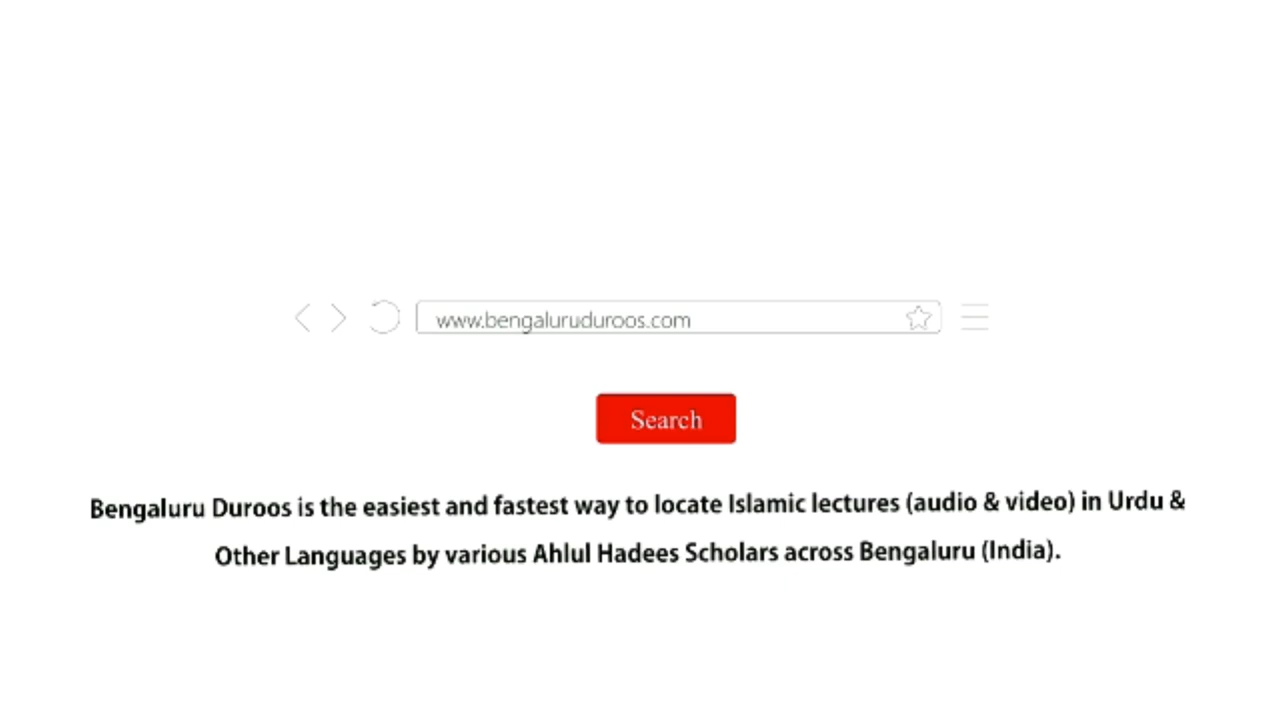 www.bengaluruduroos.com
Search
Bengaluru Duroos is the easiest and fastest way to locate Islamic lectures (audio & video) in Urdu &
Other Languages by various Ahlul Hadees Scholars across Bengaluru (India).